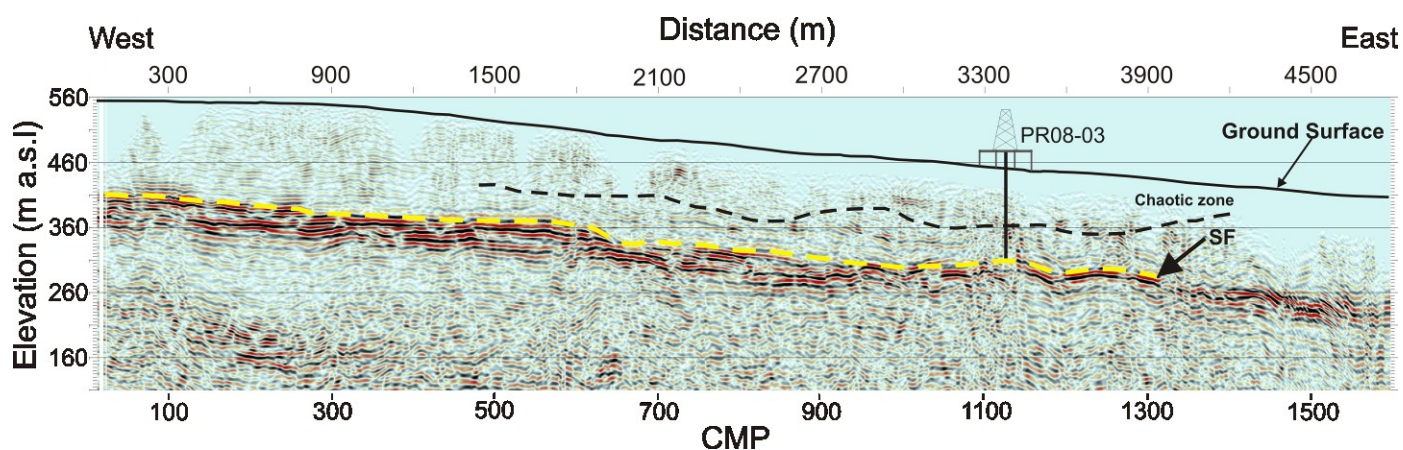 West
Distance (m)
East
300 900 1500 2100 2700 3300 3900 4500
Elevation (m a.s.l)
560
460
360
260
160
PR08-03
Ground Surface
Chaotic zone
SF
100 300 500 700 900 1100 1300 1500
CMP